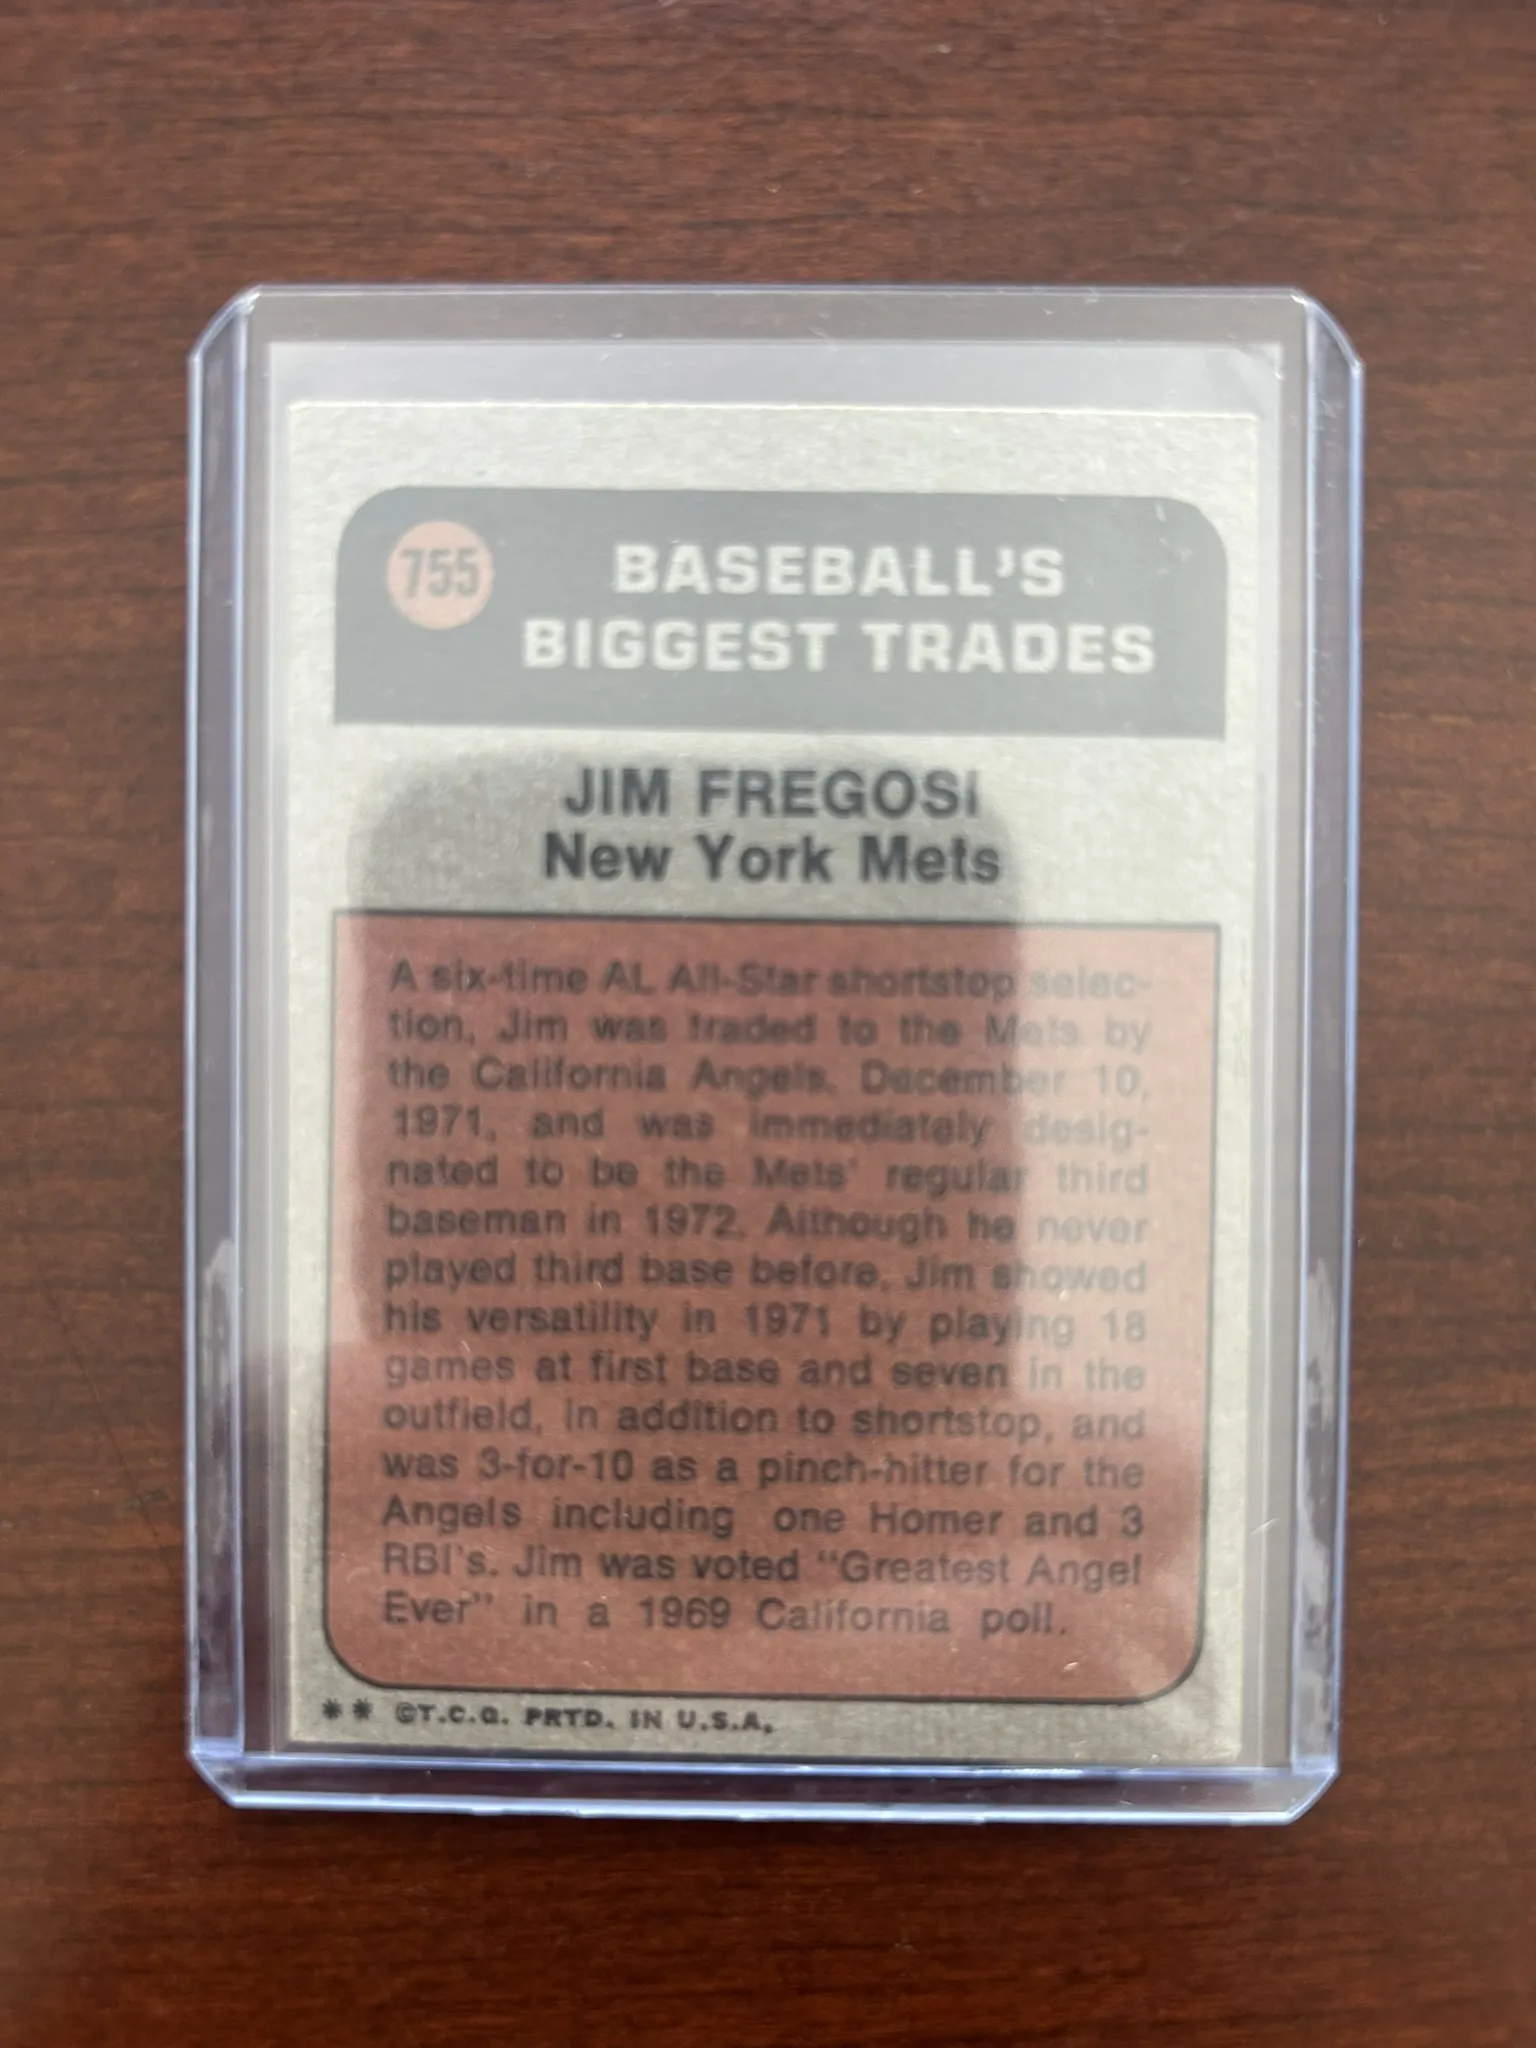 755
BASEBALL'S
BIGGEST TRADES
JIM FREGOSI
New York Mets
A six-time AL All-Star shortstop selec-
tion, Jim was traded to the Mets by
the California Angels, December 10,
1971, and was immediately desig-
nated to be the Mets' regular third
baseman in 1972. Although he never
played third base before, Jim showed
his versatility in 1971 by playing 18
games at first base and seven in the
outfield, in addition to shortstop, and
was 3-for-10 as a pinch-hitter for the
Angels including one Homer and 3
RBI's. Jim was voted "Greatest Angel
Ever" in a 1969 California poll.
** ©T.C.G. PRTD. IN U.S.A.